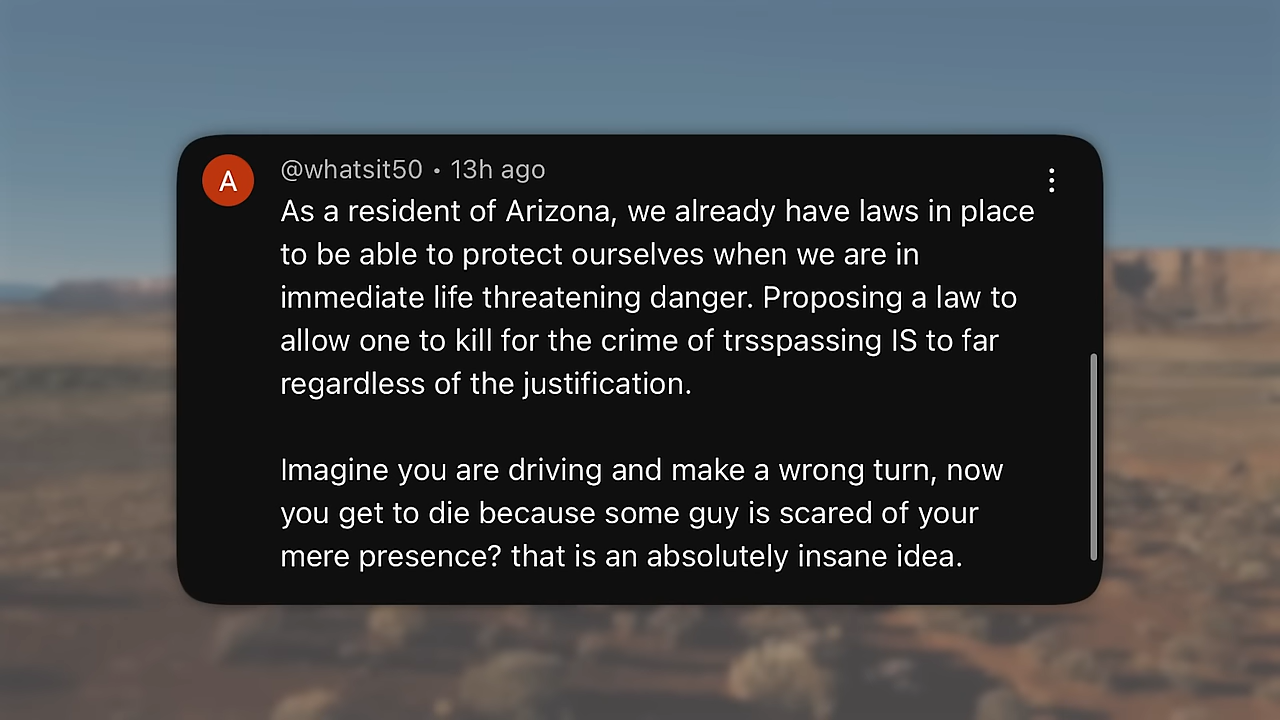 A
@whatsit50 • 13h ago
As a resident of Arizona, we already have laws in place
to be able to protect ourselves when we are in
immediate life threatening danger. Proposing a law to
allow one to kill for the crime of trsspassing IS to far
regardless of the justification.
Imagine you are driving and make a wrong turn, now
you get to die because some guy is scared of your
mere presence? that is an absolutely insane idea.